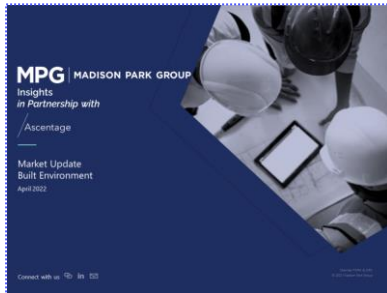 MPG | MADISON PARK GROUP
Insights
in Partnership with
Ascentage
Market Update
Built Environment
April 2022
Connect with us